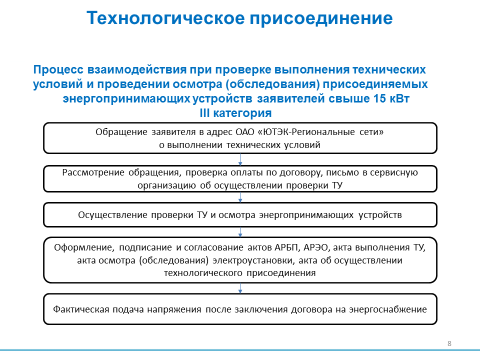 Технологическое присоединение
Процесс взаимодействия при проверке выполнения технических
условий и проведении осмотра (обследования) присоединяемых
энергопринимающих устройств заявителей свыше 15 кВт
III категория
Обращение заявителя в адрес ОАО «ЮТЭК-Региональные сети»
о выполнении технических условий
Рассмотрение обращения, проверка оплаты по договору, письмо в сервисную
организацию об осуществлении проверки ТУ
Осуществление проверки ТУ и осмотра энергопринимающих устройств
Оформление, подписание и согласование актов АРБП, АРЭО, акта выполнения ТУ,
акта осмотра (обследования) электроустановки, акта об осуществлении
технологического присоединения
Фактическая подача напряжения после заключения договора на энергоснабжение
8